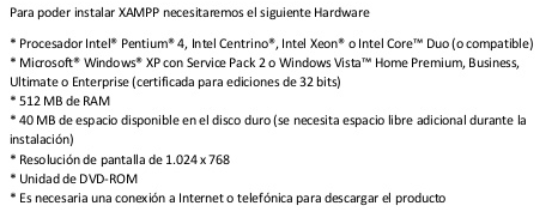 Para poder instalar XAMPP necesitaremos el siguiente Hardware
* Procesador Intel® Pentium® 4, Intel Centrino®, Intel Xeon® o Intel Core™ Duo (o compatible)
* Microsoft® Windows® XP con Service Pack 2 o Windows Vista™ Home Premium, Business,
Ultimate o Enterprise (certificada para ediciones de 32 bits)
* 512 MB de RAM
* 40 MB de espacio disponible en el disco duro (se necesita espacio libre adicional durante la
instalación)
* Resolución de pantalla de 1.024 x 768
* Unidad de DVD-ROM
* Es necesaria una conexión a Internet o telefónica para descargar el producto